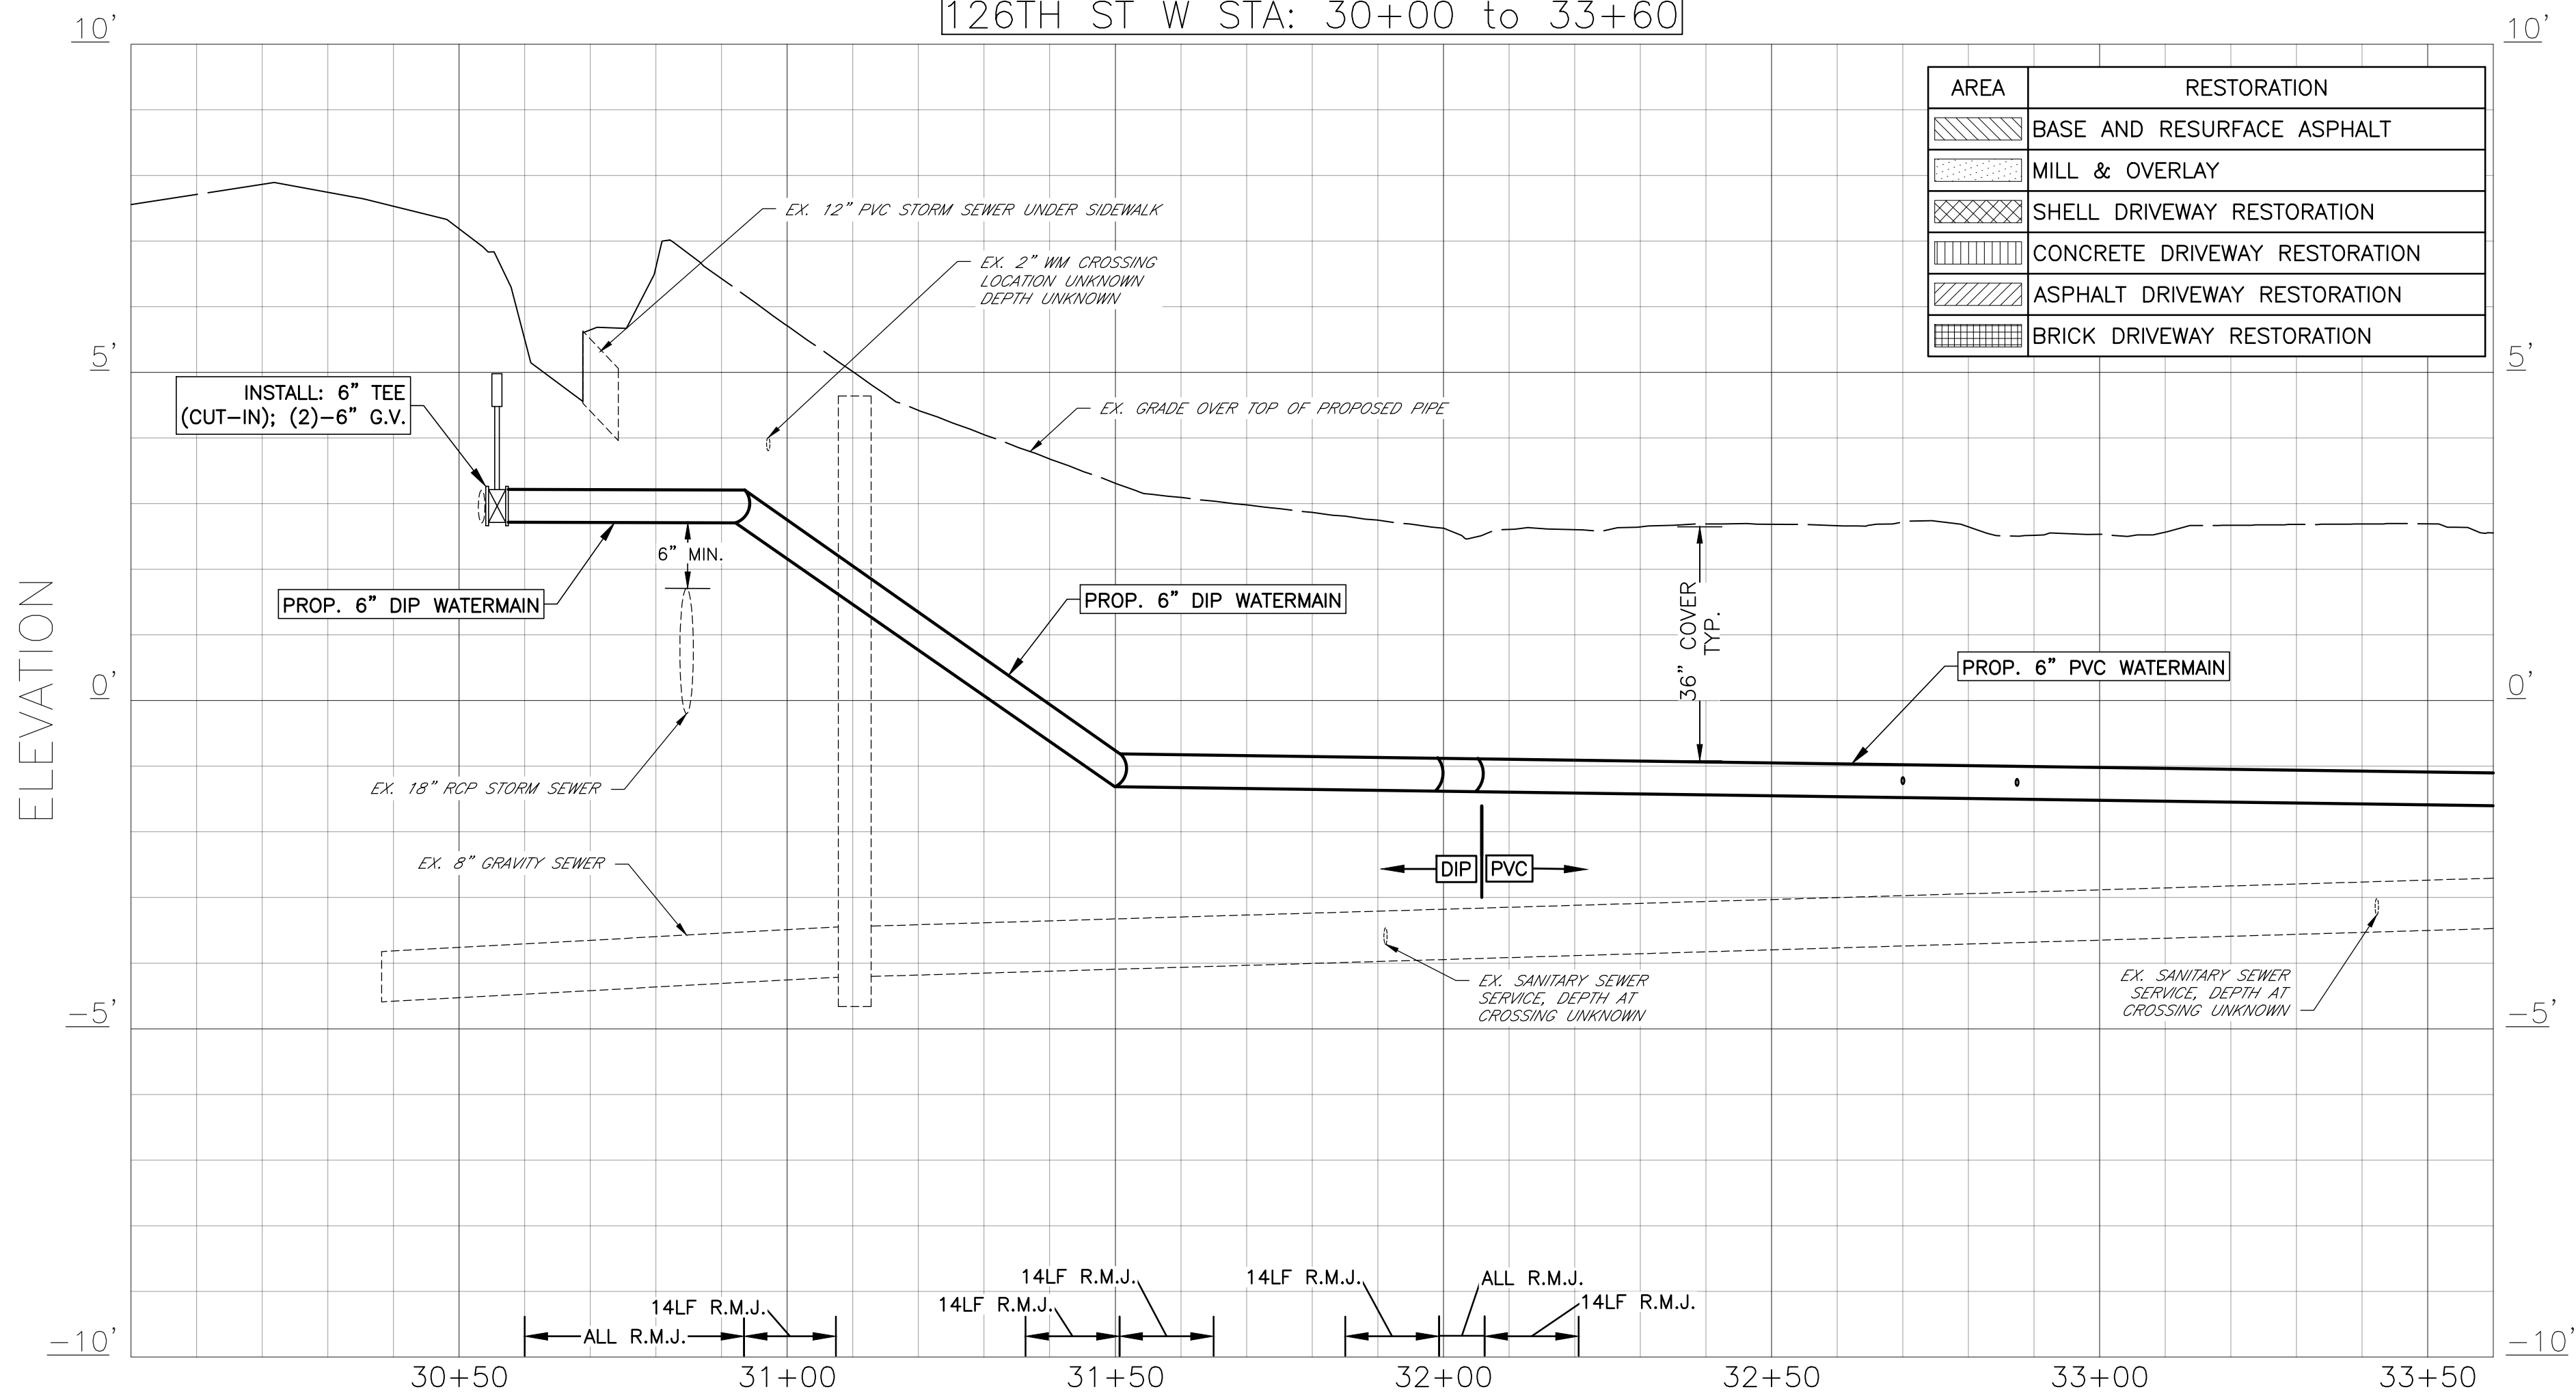 126TH ST W STA: 30+00 to 33+60
10'
10'
AREA RESTORATION
BASE AND RESURFACE ASPHALT
MILL & OVERLAY
SHELL DRIVEWAY RESTORATION
CONCRETE DRIVEWAY RESTORATION
ASPHALT DRIVEWAY RESTORATION
BRICK DRIVEWAY RESTORATION
EX. 12" PVC STORM SEWER UNDER SIDEWALK
EX. 2" WM CROSSING
LOCATION UNKNOWN
DEPTH UNKNOWN
5'
5'
INSTALL: 6" TEE
(CUT-IN); (2)-6" G.V.
EX. GRADE OVER TOP OF PROPOSED PIPE
6" MIN.
PROP. 6" DIP WATERMAIN
PROP. 6" DIP WATERMAIN
36" COVER
TYP.
PROP. 6" PVC WATERMAIN
ELEVATION
0'
0'
EX. 18" RCP STORM SEWER
EX. 8" GRAVITY SEWER
DIP
PVC
EX. SANITARY SEWER
SERVICE, DEPTH AT
CROSSING UNKNOWN
EX. SANITARY SEWER
SERVICE, DEPTH AT
CROSSING UNKNOWN
-5'
-5'
14LF R.M.J.
ALL R.M.J.
14LF R.M.J.
14LF R.M.J.
14LF R.M.J.
ALL R.M.J.
14LF R.M.J.
-10'
-10'
30+50
31+00
31+50
32+00
32+50
33+00
33+50